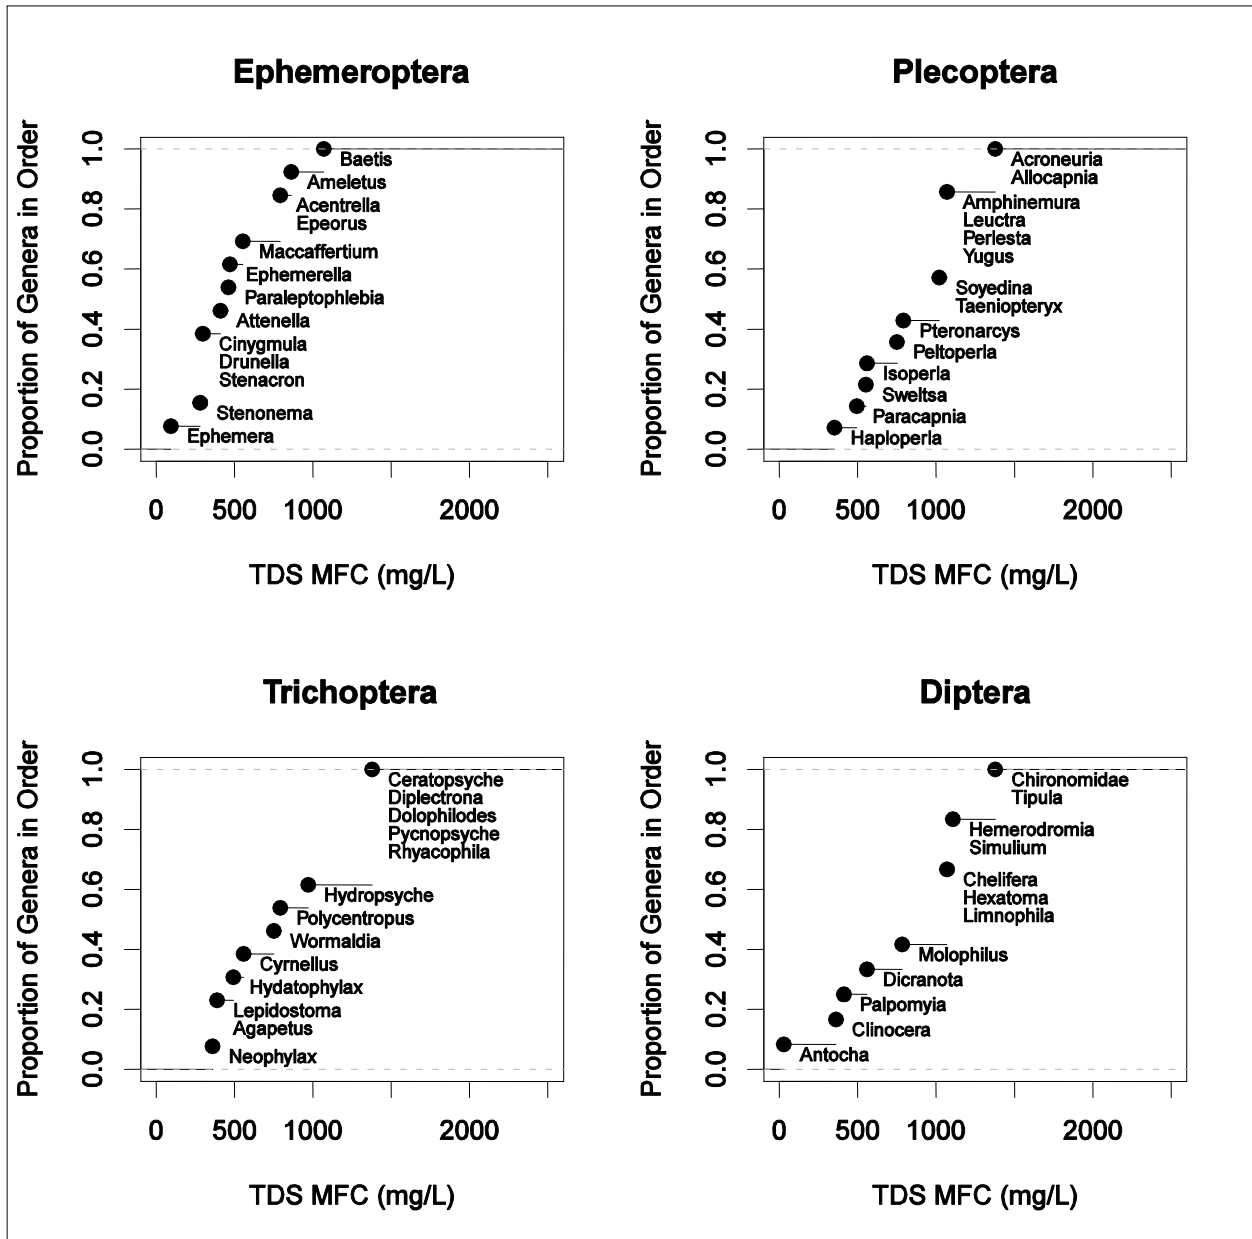 Ephemeroptera
Proportion of Genera in Order
1.0
0.8
0.6
0.4
0.2
0.0
Baetis
Ameletus
Acentrella
Epeorus
Maccaffertium
Ephemerella
Paraleptophlebia
Attenella
Cinygmula
Drunella
Stenacron
Stenonema
Ephemera
0 500 1000 2000
TDS MFC (mg/L)
Plecoptera
Proportion of Genera in Order
1.0
0.8
0.6
0.4
0.2
0.0
Acroneuria
Allocapnia
Amphinemura
Leuctra
Perlesta
Yugus
Soyedina
Taeniopteryx
Pteronarcys
Peltoperla
Isoperla
Sweltsa
Paracapnia
Haploperla
0 500 1000 2000
TDS MFC (mg/L)
Trichoptera
Proportion of Genera in Order
1.0
0.8
0.6
0.4
0.2
0.0
Ceratopsyche
Diplectrona
Dolophilodes
Pycnopsyche
Rhyacophila
Hydropsyche
Polycentropus
Wormaldia
Cyrnellus
Hydatophylax
Lepidostoma
Agapetus
Neophylax
0 500 1000 2000
TDS MFC (mg/L)
Diptera
Proportion of Genera in Order
1.0
0.8
0.6
0.4
0.2
0.0
Chironomidae
Tipula
Hemerodromia
Simulium
Chelifera
Hexatoma
Limnophila
Molophilus
Dicranota
Palpomyia
Clinocera
Antocha
0 500 1000 2000
TDS MFC (mg/L)